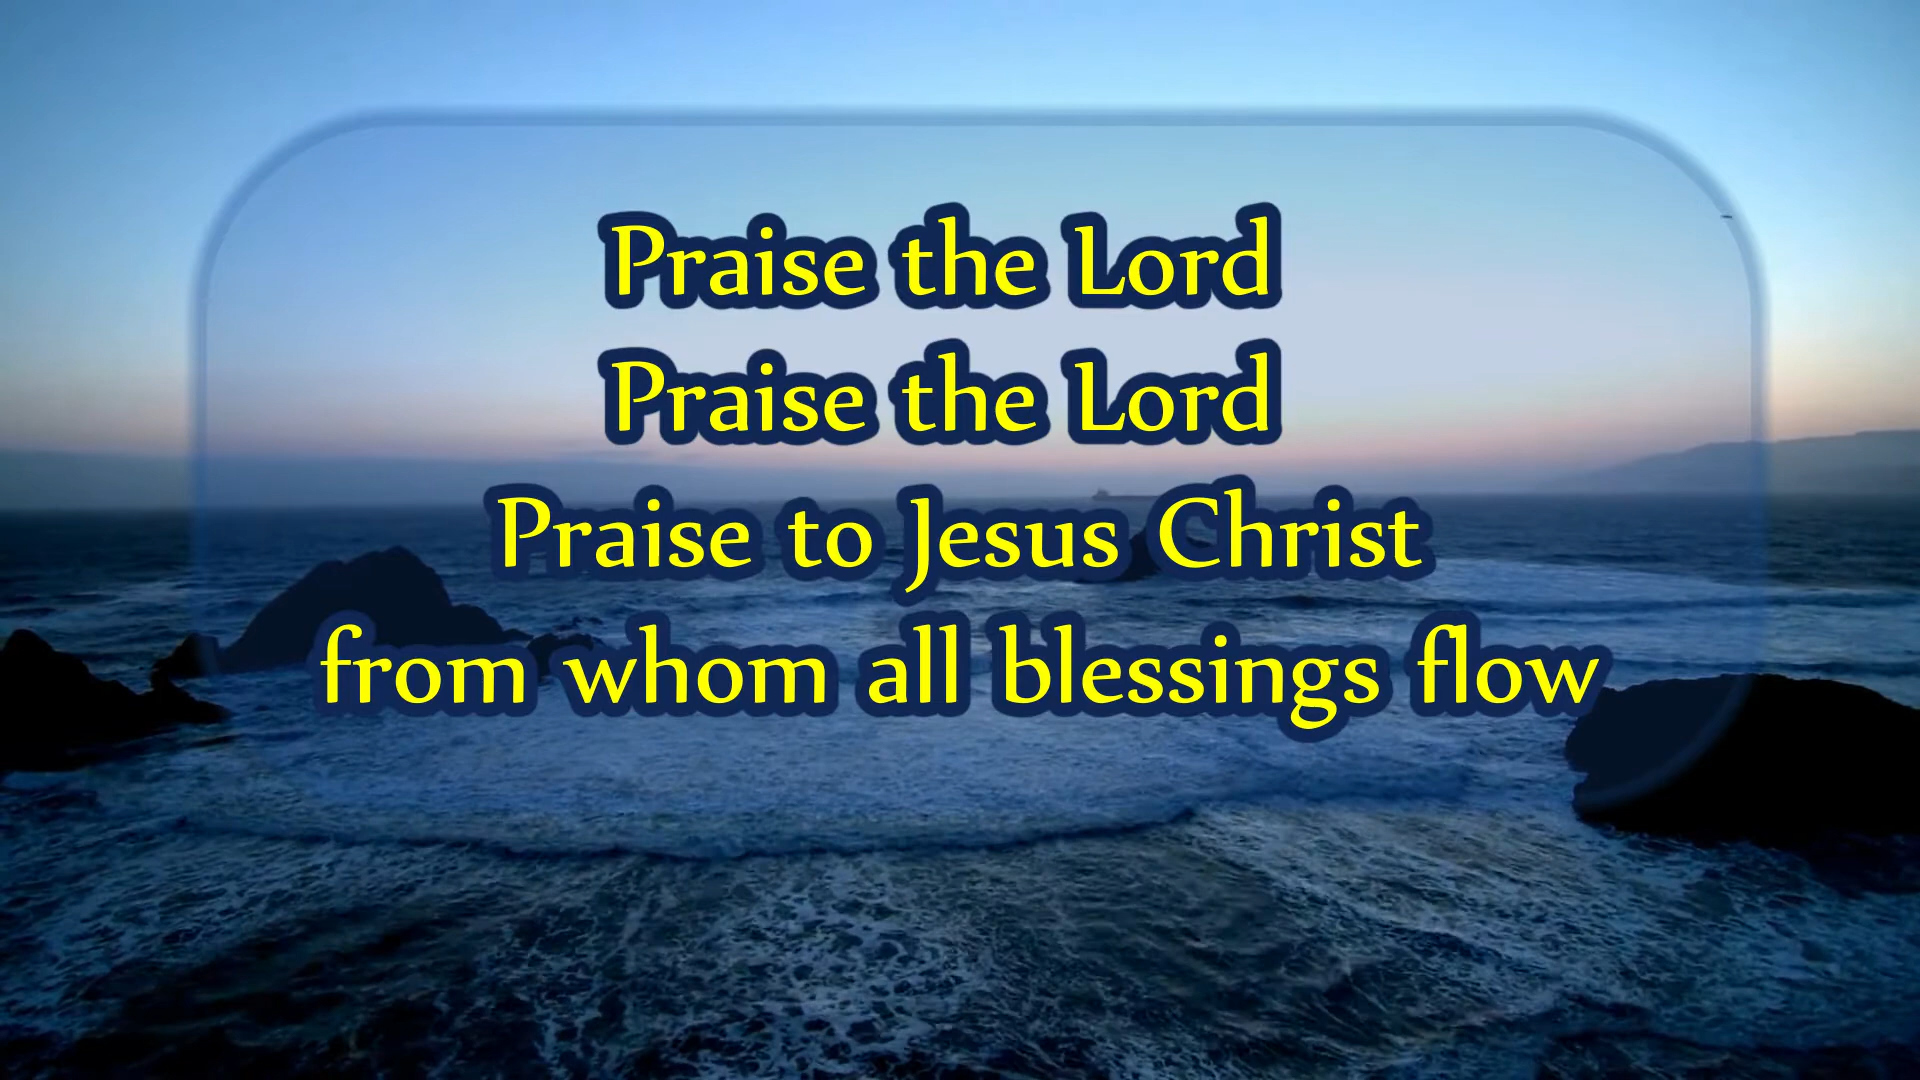 Praise the Lord
Praise the Lord
Praise to Jesus Christ
from whom all blessings flow